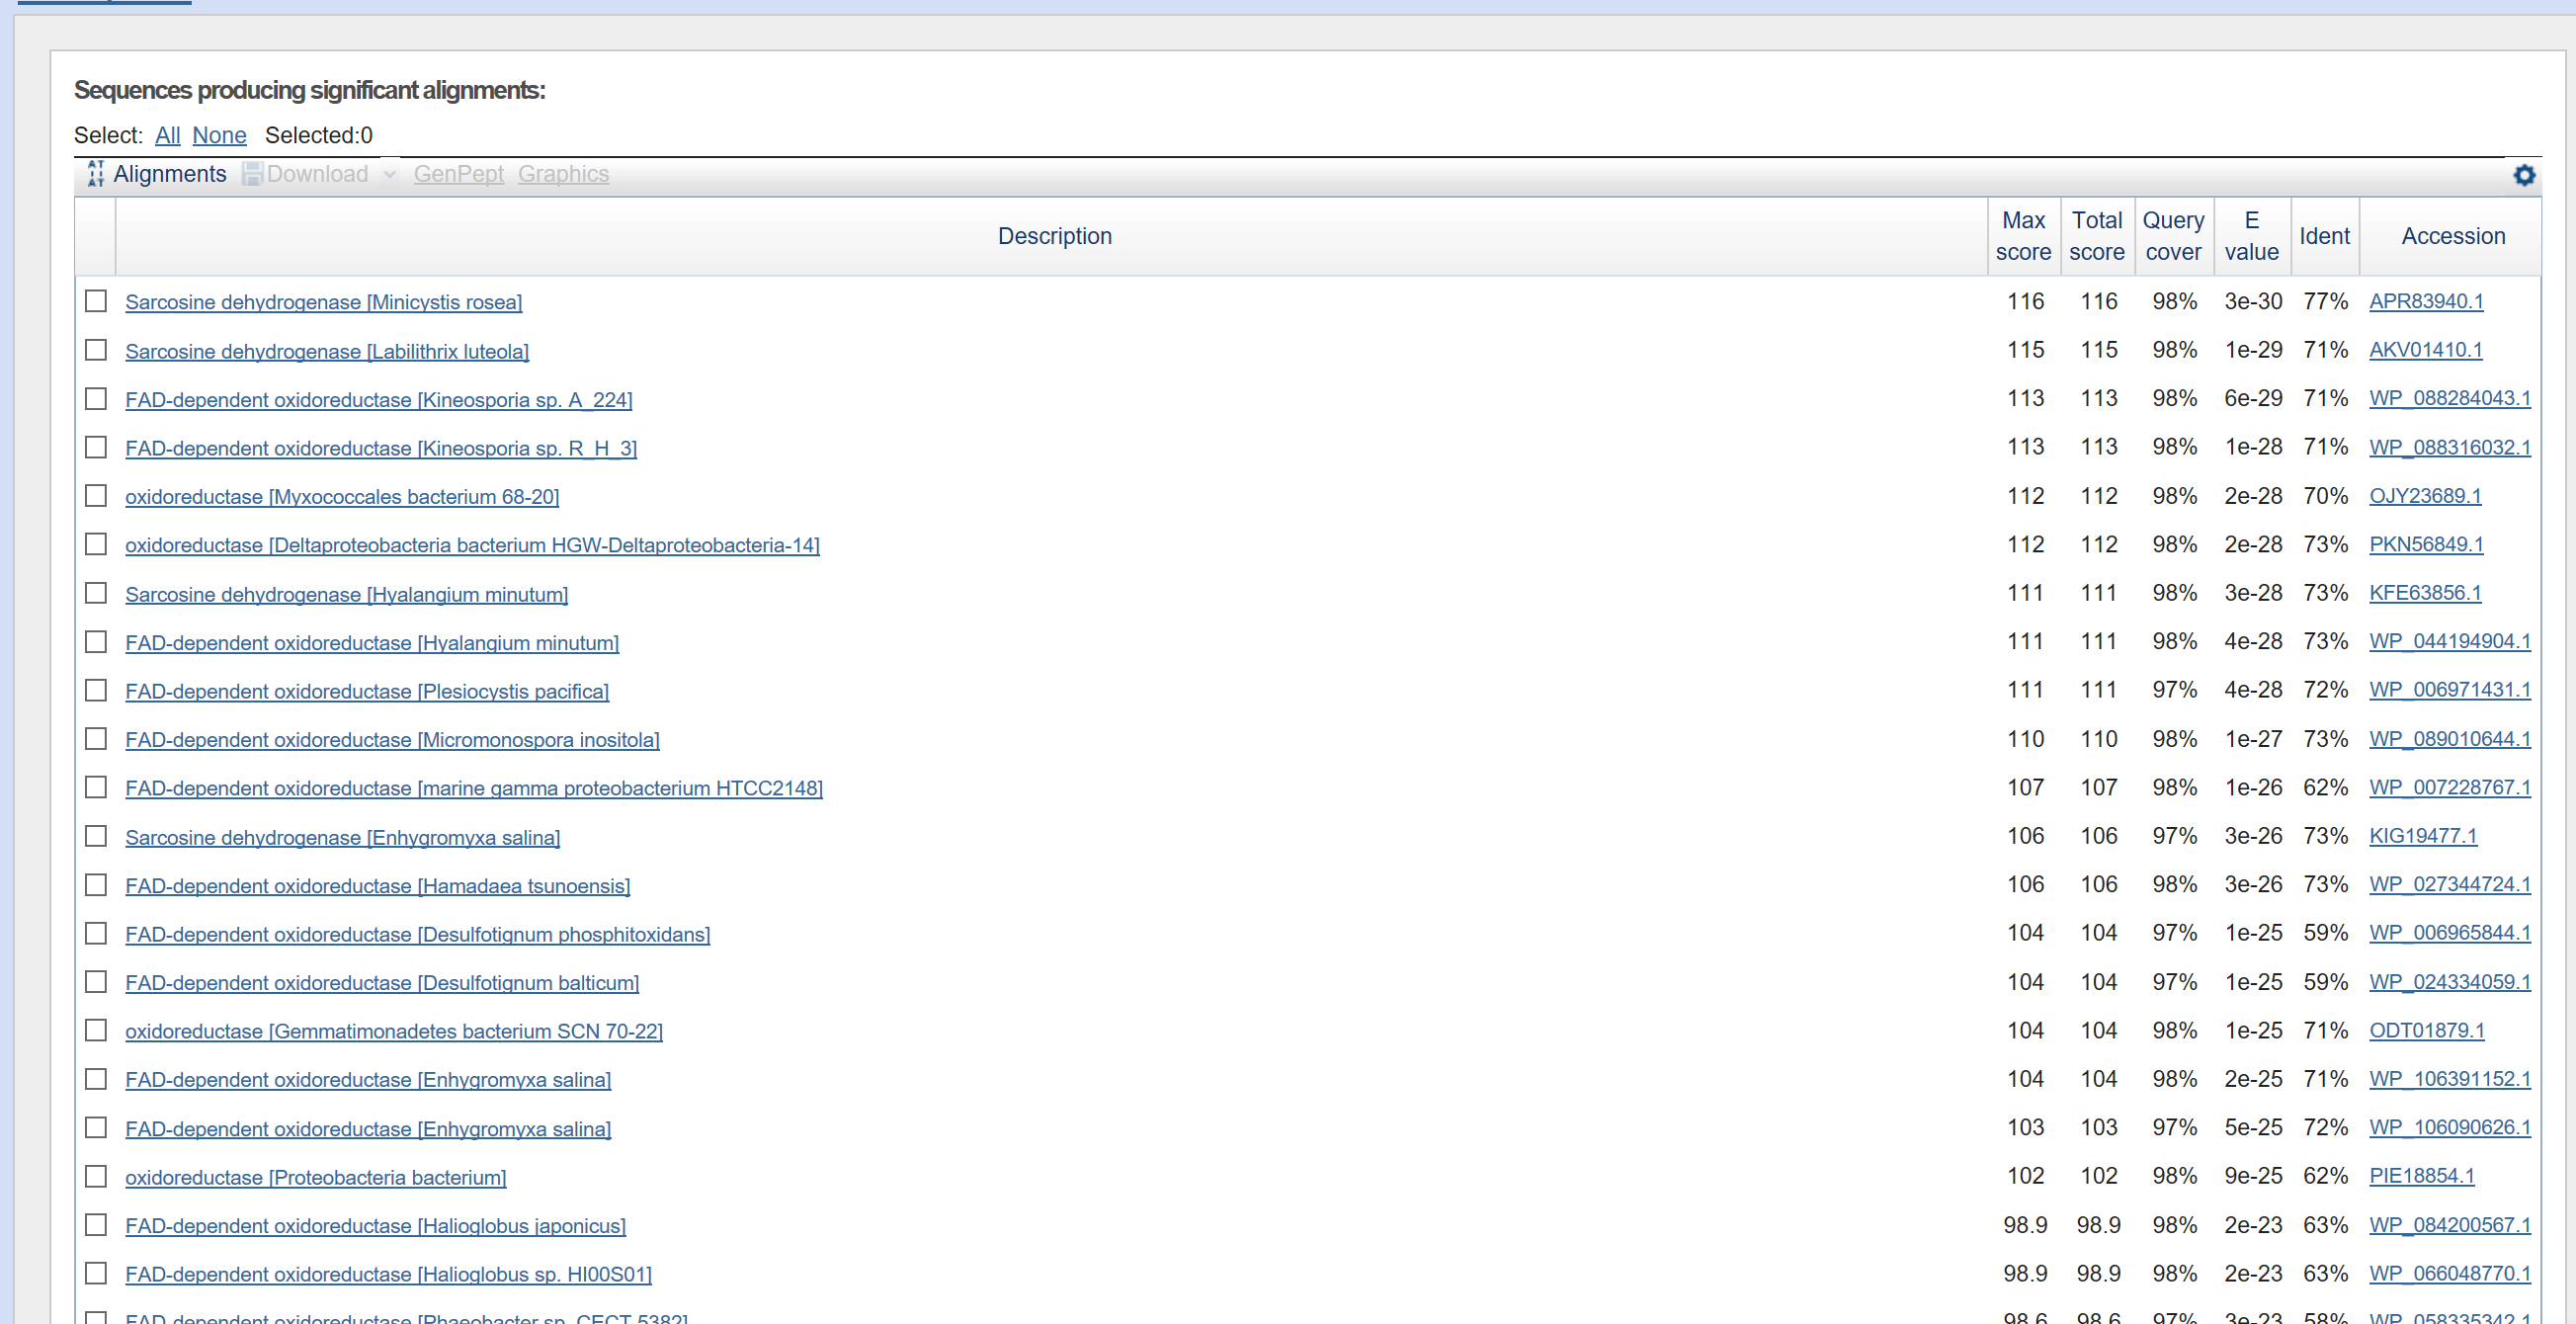 Sequences producing significant alignments:
Select: All None Selected:0
Alignments Download GenPept Graphics
Description Max score Total score Query cover E value Ident Accession
Sarcosine dehydrogenase [Minicystis rosea] 116 116 98% 3e-30 77% APR83940.1
Sarcosine dehydrogenase [Labilithrix luteola] 115 115 98% 1e-29 71% AKV01410.1
FAD-dependent oxidoreductase [Kineosporia sp. A_224] 113 113 98% 6e-29 71% WP_088284043.1
FAD-dependent oxidoreductase [Kineosporia sp. R_H_3] 113 113 98% 1e-28 71% WP_088316032.1
oxidoreductase [Myxococcales bacterium 68-20] 112 112 98% 2e-28 70% OJY23689.1
oxidoreductase [Deltaproteobacteria bacterium HGW-Deltaproteobacteria-14] 112 112 98% 2e-28 73% PKN56849.1
Sarcosine dehydrogenase [Hyalangium minutum] 111 111 98% 3e-28 73% KFE63856.1
FAD-dependent oxidoreductase [Hyalangium minutum] 111 111 98% 4e-28 73% WP_044194904.1
FAD-dependent oxidoreductase [Plesiocystis pacifica] 111 111 97% 4e-28 72% WP_006971431.1
FAD-dependent oxidoreductase [Micromonospora inositola] 110 110 98% 1e-27 73% WP_089010644.1
FAD-dependent oxidoreductase [marine gamma proteobacterium HTCC2148] 107 107 98% 1e-26 62% WP_007228767.1
Sarcosine dehydrogenase [Enhygromyxa salina] 106 106 97% 3e-26 73% KIG19477.1
FAD-dependent oxidoreductase [Hamadaea tsunoensis] 106 106 98% 3e-26 73% WP_027344724.1
FAD-dependent oxidoreductase [Desulfotignum phosphitoxidans] 104 104 97% 1e-25 59% WP_006965844.1
FAD-dependent oxidoreductase [Desulfotignum balticum] 104 104 97% 1e-25 59% WP_024334059.1
oxidoreductase [Gemmatimonadetes bacterium SCN 70-22] 104 104 98% 1e-25 71% ODT01879.1
FAD-dependent oxidoreductase [Enhygromyxa salina] 104 104 98% 2e-25 71% WP_106391152.1
FAD-dependent oxidoreductase [Enhygromyxa salina] 103 103 97% 5e-25 72% WP_106090626.1
oxidoreductase [Proteobacteria bacterium] 102 102 98% 9e-25 62% PIE18854.1
FAD-dependent oxidoreductase [Halioglobus japonicus] 98.9 98.9 98% 2e-23 63% WP_084200567.1
FAD-dependent oxidoreductase [Halioglobus sp. HI00S01] 98.9 98.9 98% 2e-23 63% WP_066048770.1
FAD-dependent oxidoreductase [Phaeobacter sp. CECT 5382] 98.6 98.6 97% 3e-23 58% WP_058335342.1